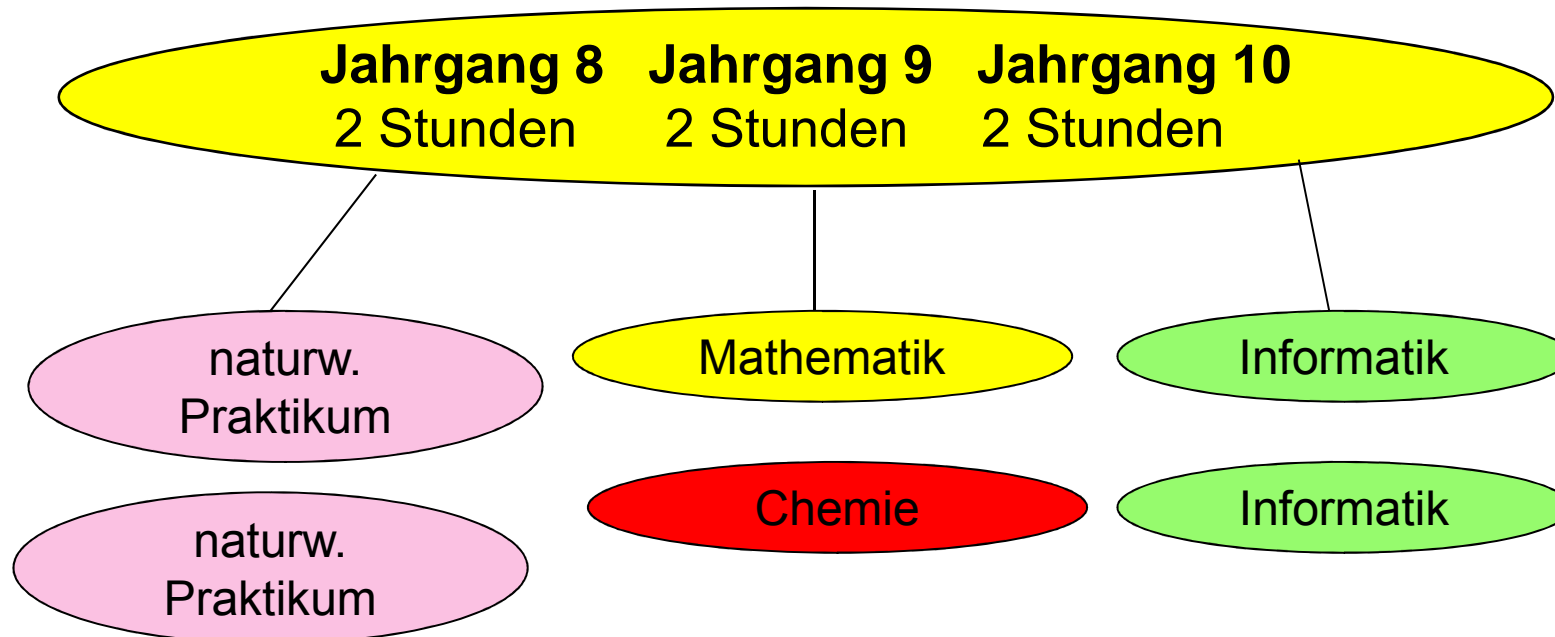 Jahrgang 8 Jahrgang 9 Jahrgang 10
2 Stunden 2 Stunden 2 Stunden
naturw.
Praktikum
Mathematik
Informatik
naturw.
Praktikum
Chemie
Informatik